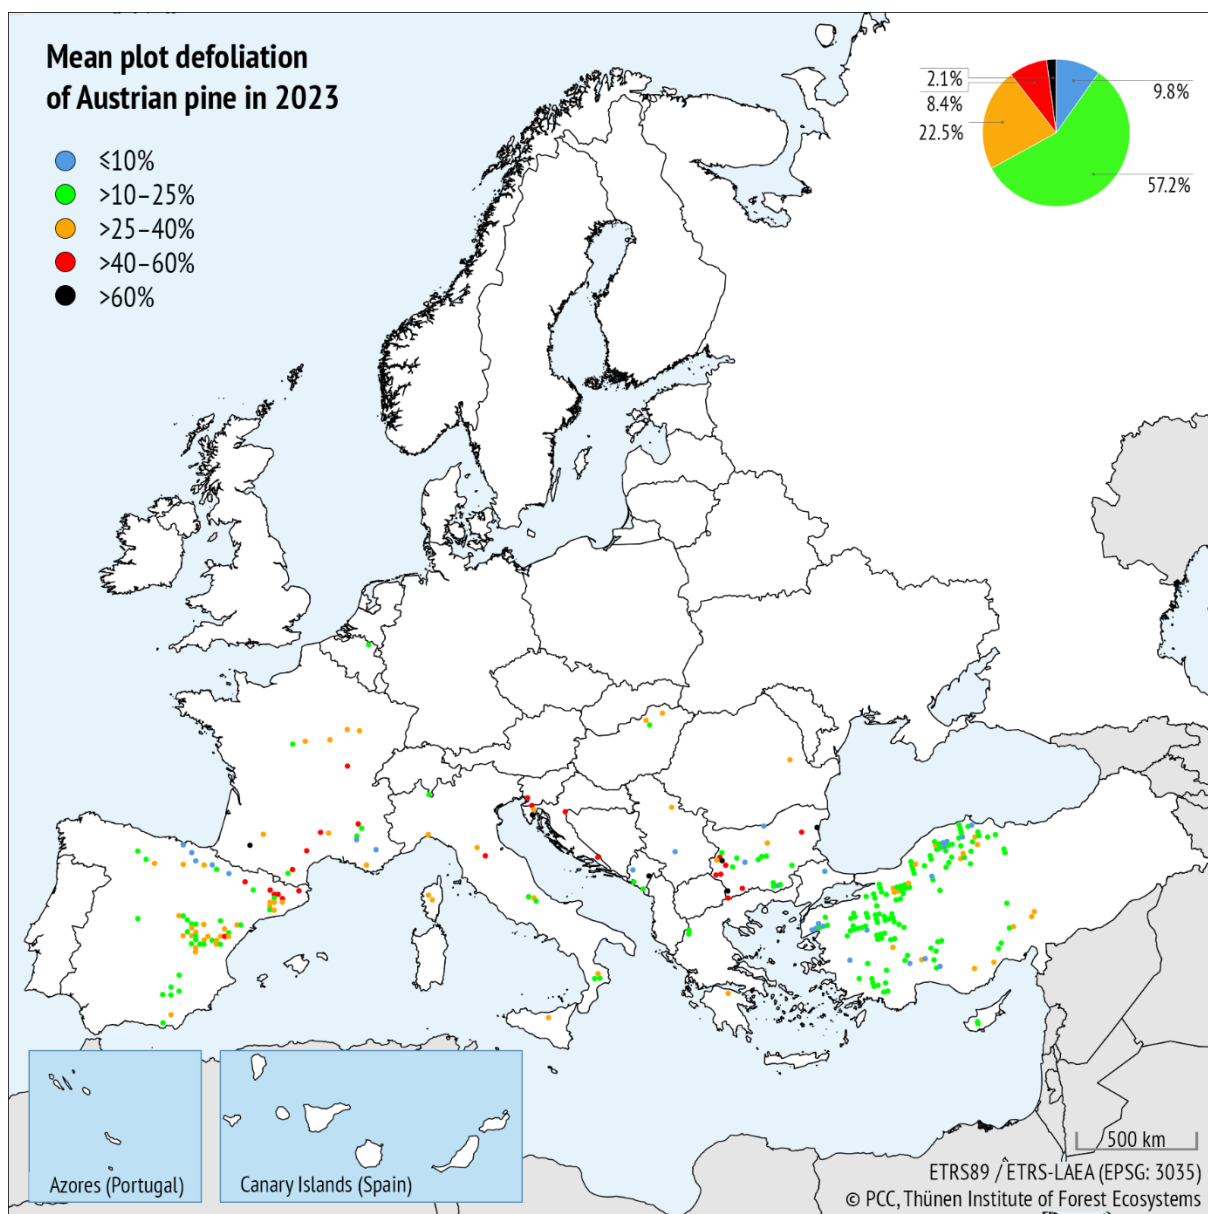 Mean plot defoliation
of Austrian pine in 2023
≤10%
>10–25%
>25–40%
>40–60%
>60%
2.1%
8.4%
22.5%
9.8%
57.2%
Azores (Portugal)
Canary Islands (Spain)
500 km
ETRS89 / ETRS-LAEA (EPSG: 3035)
© PCC, Thünen Institute of Forest Ecosystems